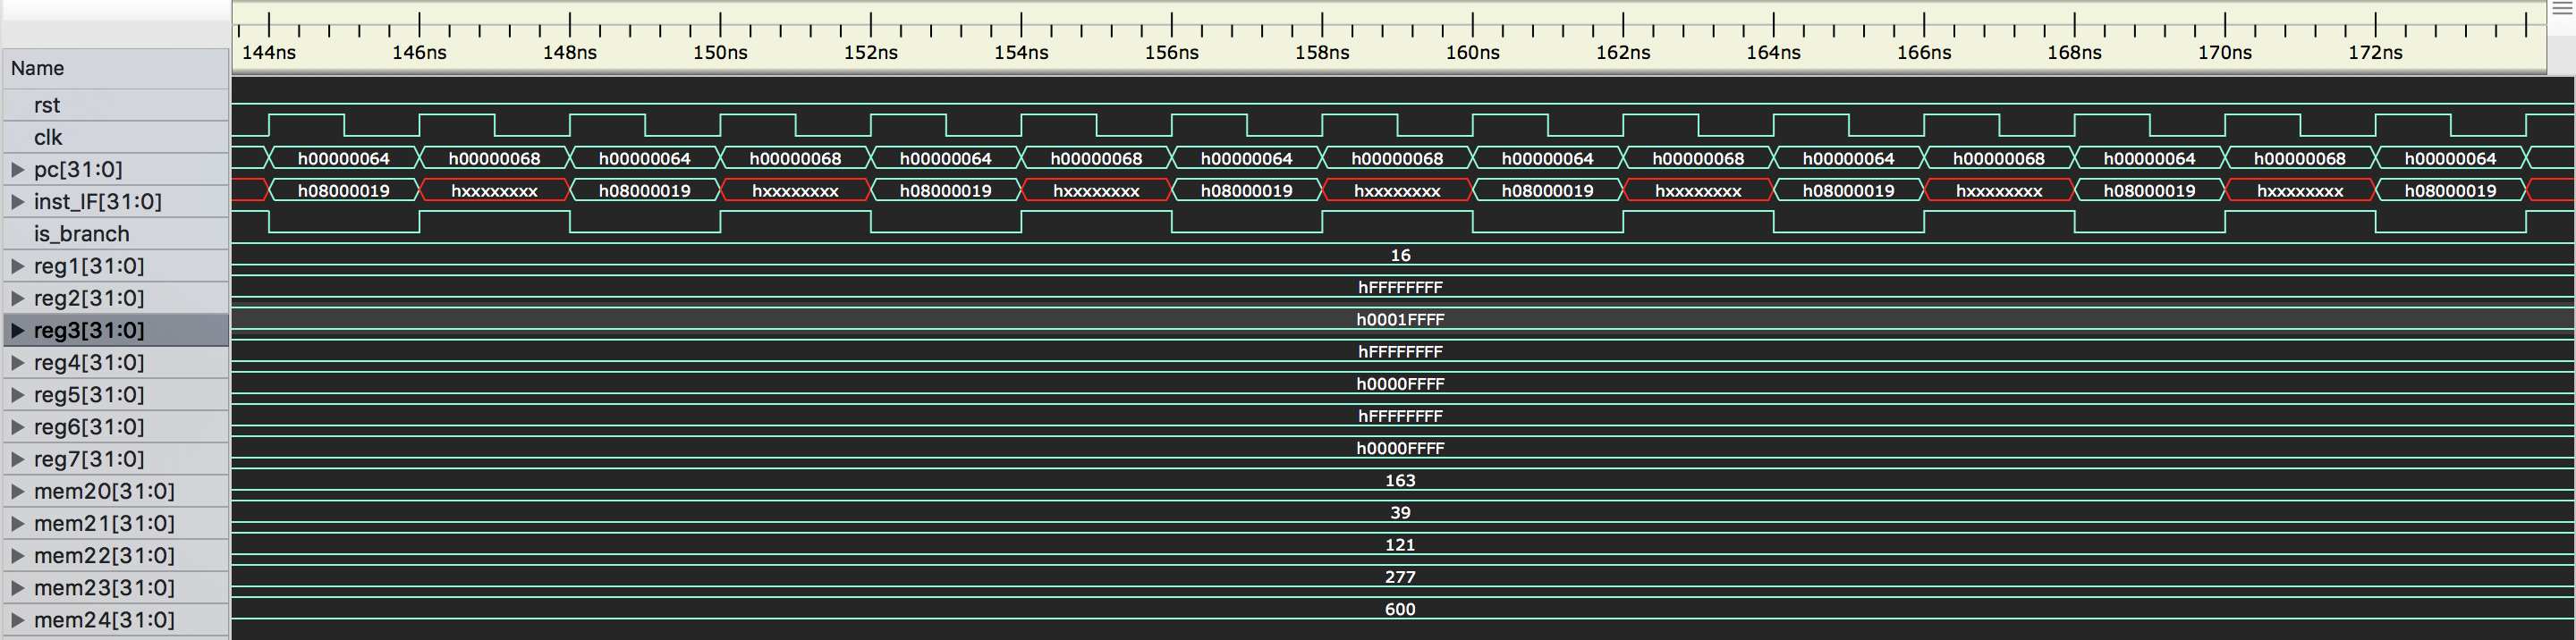 144ns 146ns 148ns 150ns 152ns 154ns 156ns 158ns 160ns 162ns 164ns 166ns 168ns 170ns 172ns
Name
rst
clk
pc[31:0] h00000064 h00000068 h00000064 h00000068 h00000064 h00000068 h00000064 h00000068 h00000064 h00000068 h00000064 h00000068 h00000064 h00000068 h00000064
inst_IF[31:0] h08000019 hxxxxxxxx h08000019 hxxxxxxxx h08000019 hxxxxxxxx h08000019 hxxxxxxxx h08000019 hxxxxxxxx h08000019 hxxxxxxxx h08000019 hxxxxxxxx h08000019
is_branch
reg1[31:0] 16
reg2[31:0] hFFFFFFFF
reg3[31:0] h0001FFFF
reg4[31:0] hFFFFFFFF
reg5[31:0] h0000FFFF
reg6[31:0] hFFFFFFFF
reg7[31:0] h0000FFFF
mem20[31:0] 163
mem21[31:0] 39
mem22[31:0] 121
mem23[31:0] 277
mem24[31:0] 600